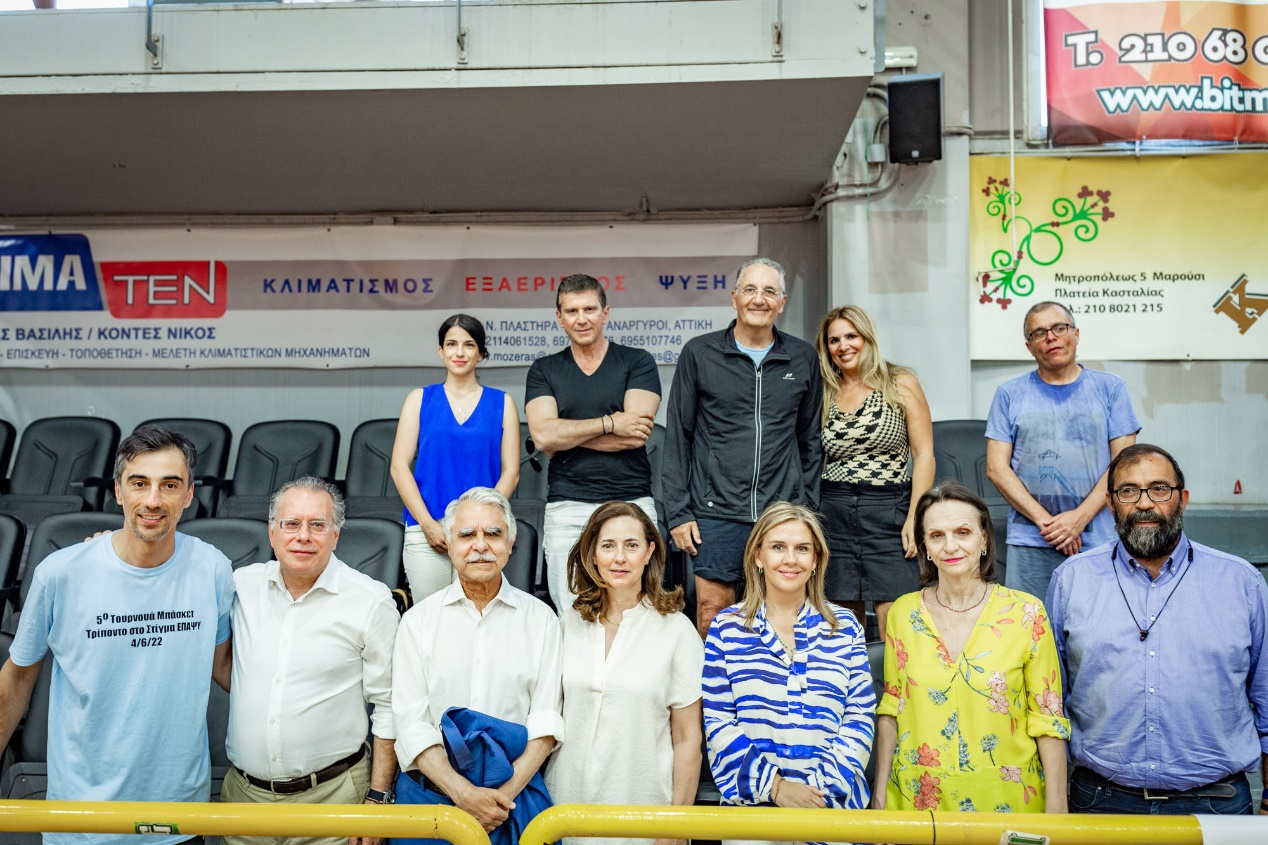 Τ. 210 68
www.bitm
ΙΜΑ
TEN
ΚΛΙΜΑΤΙΣΜΟΣ ΕΞΑΕΡΙΣΜΟΣ ΨΥΞΗ
ΒΑΣΙΛΗΣ / ΚΟΝΤΕΣ ΝΙΚΟΣ
- ΕΠΙΣΚΕΥΗ - ΤΟΠΟΘΕΤΗΣΗ - ΜΕΛΕΤΗ ΚΛΙΜΑΤΙΣΤΙΚΩΝ ΜΗΧΑΝΗΜΑΤΩΝ
Ν. ΠΛΑΣΤΗΡΑ ΑΝΑΡΓΥΡΟΙ, ΑΤΤΙΚΗ
2114061528, 6955107746
.mozeras@
Μητροπόλεως 5 Μαρούσι
Πλατεία Κασταλίας
210 8021 215
5º Τουρνουά Μπάσκετ
Τρίποντο στο Στίγμα ΕΠΑΨΥ
4/6/22